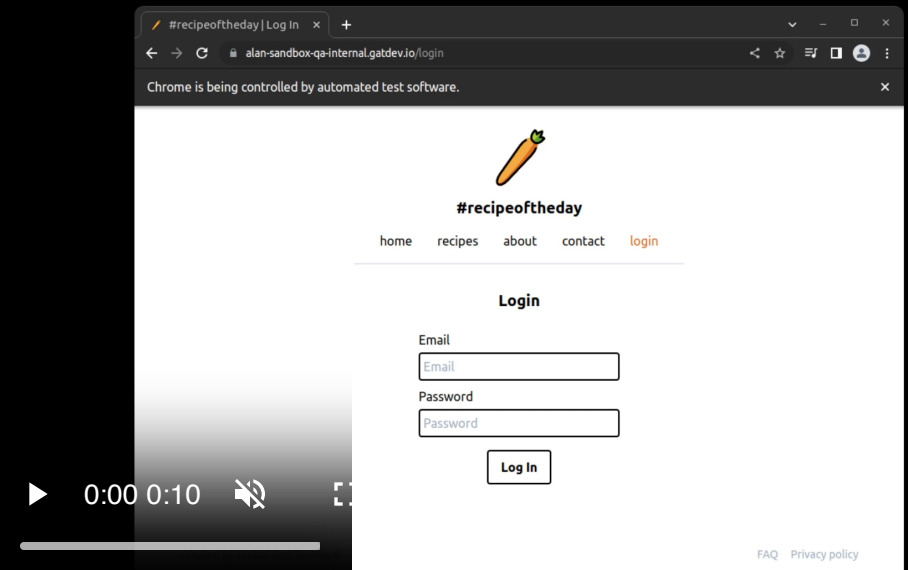 #recipeoftheday | Log In
alan-sandbox-qa-internal.gatdev.io/login
Chrome is being controlled by automated test software.
#recipeoftheday
home recipes about contact login
Login
Email
Email
Password
Password
Log In
0:00 0:10
FAQ Privacy policy